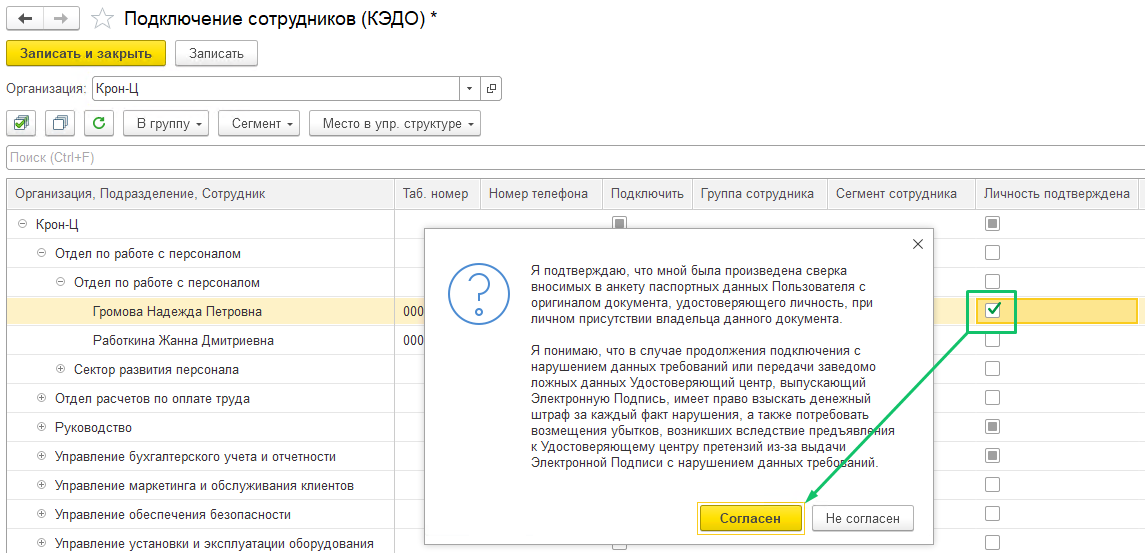 Подключение сотрудников (КЭДО) *
Записать и закрыть
Записать
Организация:
Крон-Ц
В группу
Сегмент
Место в упр. структуре
Поиск (Ctrl+F)
Организация, Подразделение, Сотрудник
Таб. номер
Номер телефона
Подключить
Группа сотрудника
Сегмент сотрудника
Личность подтверждена
Крон-Ц
Отдел по работе с персоналом
Отдел по работе с персоналом
Громова Надежда Петровна
000
Работкина Жанна Дмитриевна
000
Сектор развития персонала
Отдел расчетов по оплате труда
Руководство
Управление бухгалтерского учета и отчетности
Управление маркетинга и обслуживания клиентов
Управление обеспечения безопасности
Управление установки и эксплуатации оборудования
Я подтверждаю, что мной была произведена сверка
вносимых в анкету паспортных данных Пользователя с
оригиналом документа, удостоверяющего личность, при
личном присутствии владельца данного документа.
Я понимаю, что в случае продолжения подключения с
нарушением данных требований или передачи заведомо
ложных данных Удостоверяющий центр, выпускающий
Электронную Подпись, имеет право взыскать денежный
штраф за каждый факт нарушения, а также потребовать
возмещения убытков, возникших вследствие предъявления
к Удостоверяющему центру претензий из-за выдачи
Электронной Подписи с нарушением данных требований.
Согласен
Не согласен